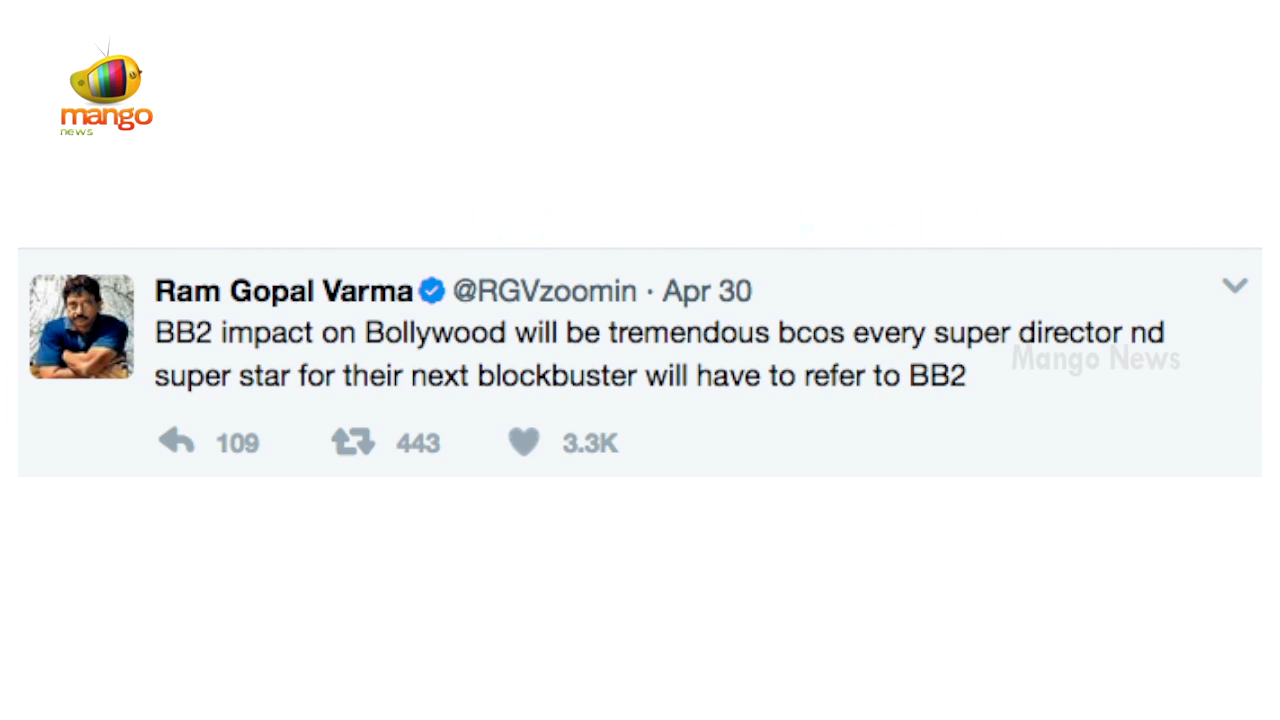 mango
news
Ram Gopal Varma @RGVzoomin · Apr 30
BB2 impact on Bollywood will be tremendous bcos every super director nd
super star for their next blockbuster will have to refer to BB2
Mango News
109 443 3.3K